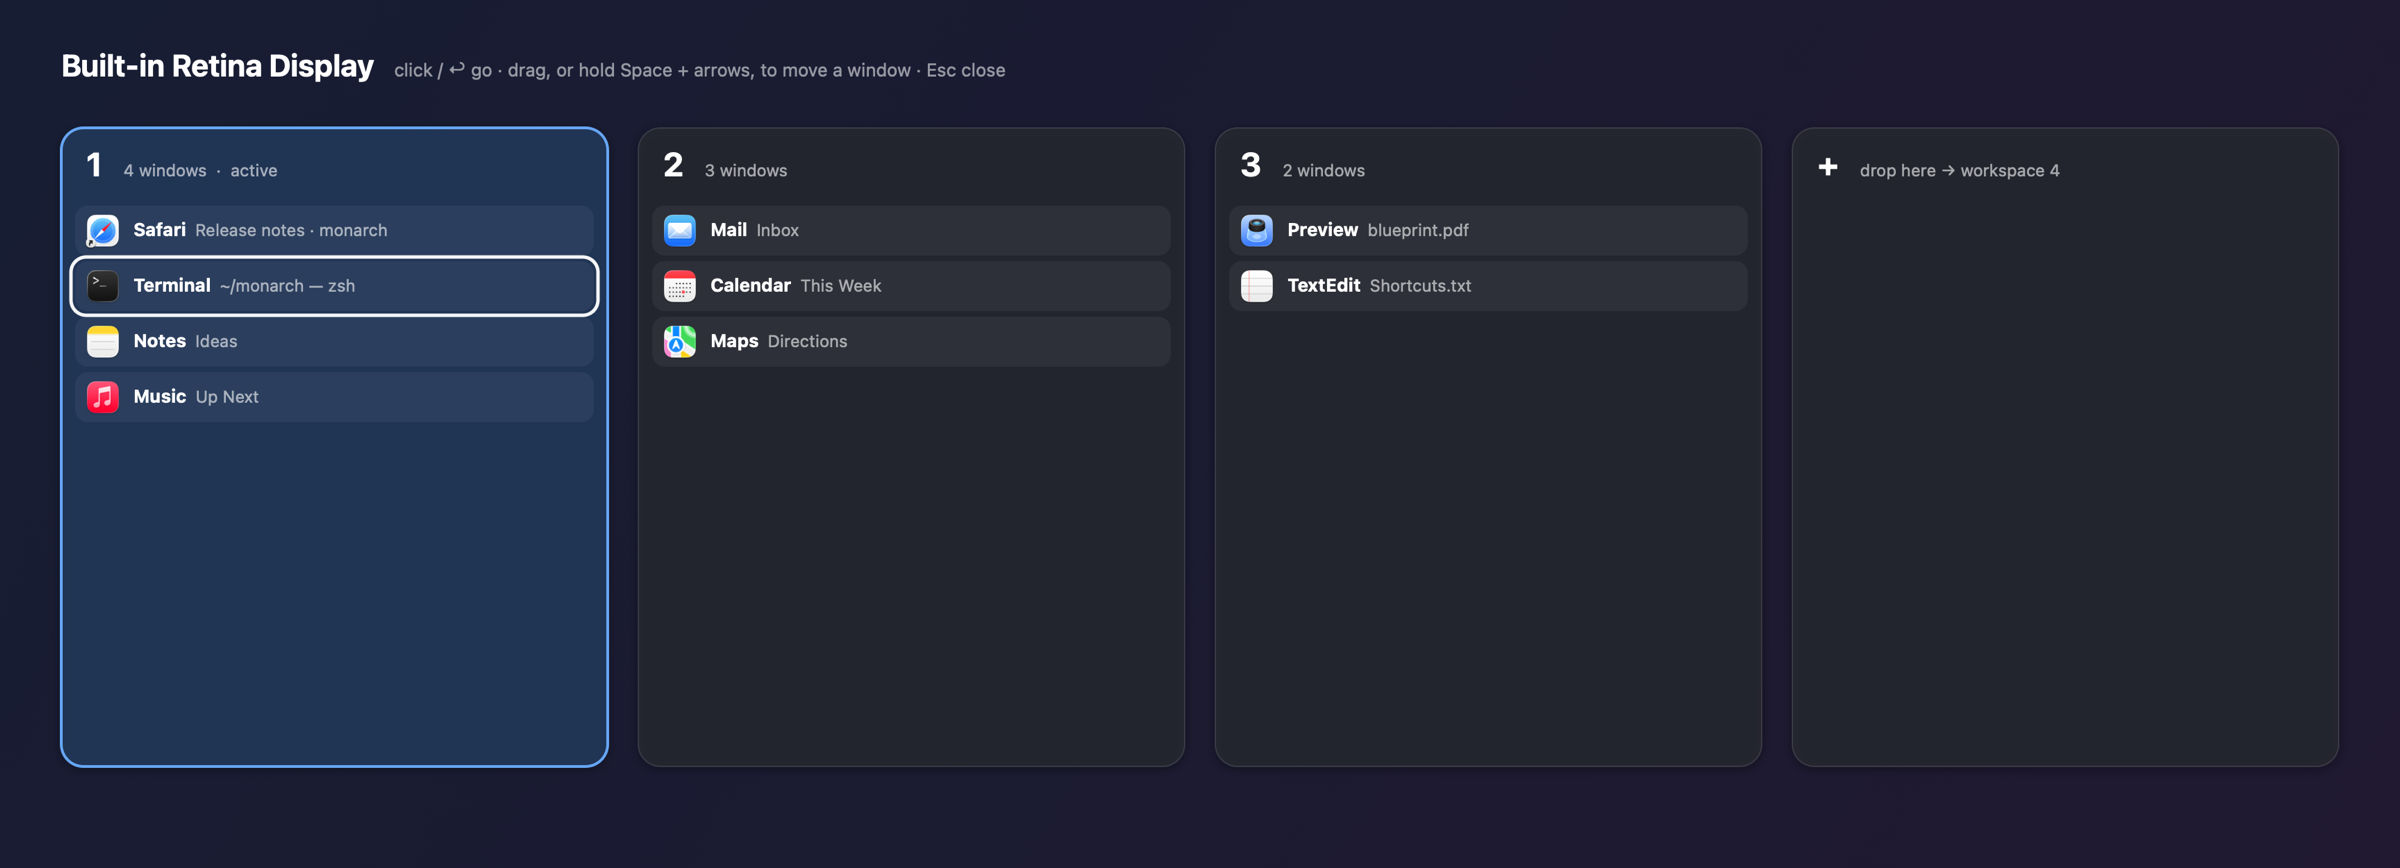 Built-in Retina Display click / ↩ go · drag, or hold Space + arrows, to move a window · Esc close
1 4 windows · active
Safari Release notes · monarch
>_ Terminal ~/monarch — zsh
Notes Ideas
Music Up Next
2 3 windows
Mail Inbox
Calendar This Week
Maps Directions
3 2 windows
Preview blueprint.pdf
TextEdit Shortcuts.txt
+ drop here → workspace 4